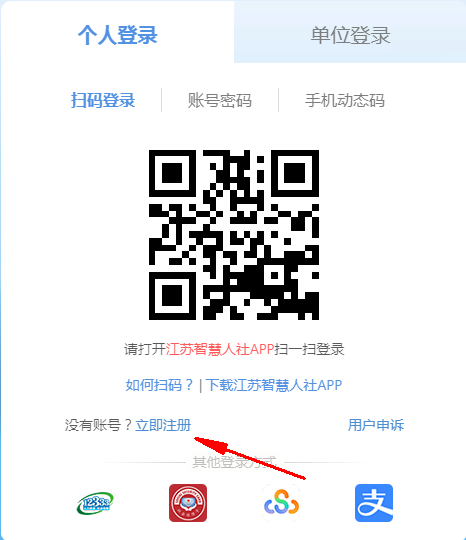 个人登录 单位登录
扫码登录 账号密码 手机动态码
请打开江苏智慧人社APP扫一扫登录
如何扫码？|下载江苏智慧人社APP
没有账号？立即注册 用户申诉
其他登录方式
12333
支